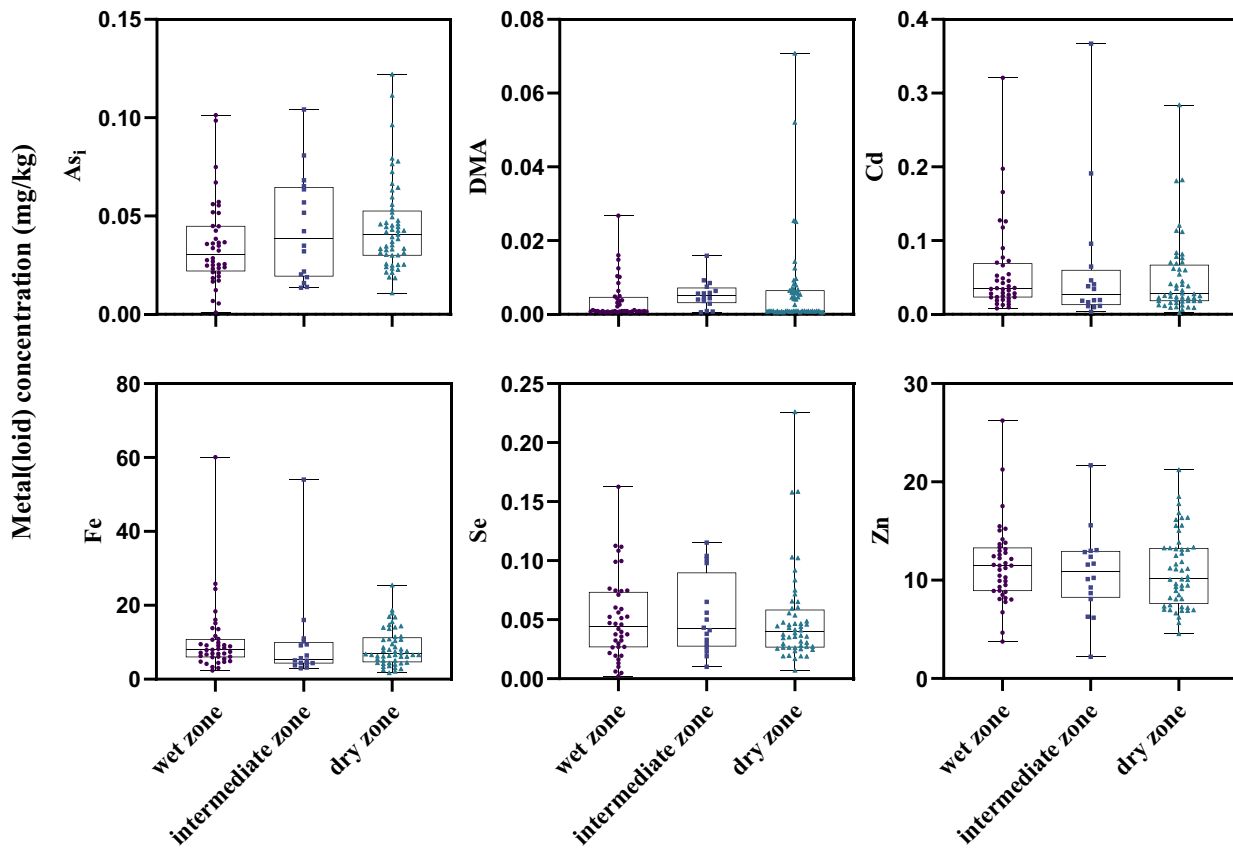 Metal(loid) concentration (mg/kg)
Asi
0.15
0.10
0.05
0.00
DMA
0.08
0.06
0.04
0.02
0.00
Cd
0.4
0.3
0.2
0.1
0.0
Fe
80
60
40
20
0
wet zone
intermediate zone
dry zone
Se
0.25
0.20
0.15
0.10
0.05
0.00
wet zone
intermediate zone
dry zone
Zn
30
20
10
0
wet zone
intermediate zone
dry zone